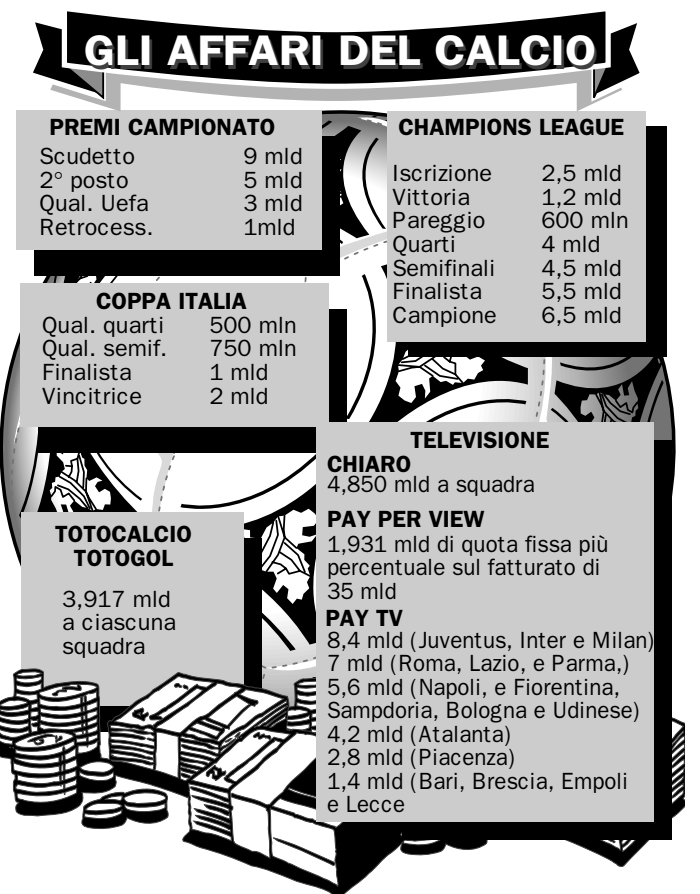 GLI AFFARI DEL CALCIO
PREMI CAMPIONATO
Scudetto 9 mld
2° posto 5 mld
Qual. Uefa 3 mld
Retrocess. 1mld
CHAMPIONS LEAGUE
Iscrizione 2,5 mld
Vittoria 1,2 mld
Pareggio 600 mln
Quarti 4 mld
Semifinali 4,5 mld
Finalista 5,5 mld
Campione 6,5 mld
COPPA ITALIA
Qual. quarti 500 mln
Qual. semif. 750 mln
Finalista 1 mld
Vincitrice 2 mld
TOTOCALCIO
TOTOGOL
3,917 mld
a ciascuna
squadra
TELEVISIONE
CHIARO
4,850 mld a squadra
PAY PER VIEW
1,931 mld di quota fissa più
percentuale sul fatturato di
35 mld
PAY TV
8,4 mld (Juventus, Inter e Milan)
7 mld (Roma, Lazio, e Parma,)
5,6 mld (Napoli, e Fiorentina,
Sampdoria, Bologna e Udinese)
4,2 mld (Atalanta)
2,8 mld (Piacenza)
1,4 mld (Bari, Brescia, Empoli
e Lecce